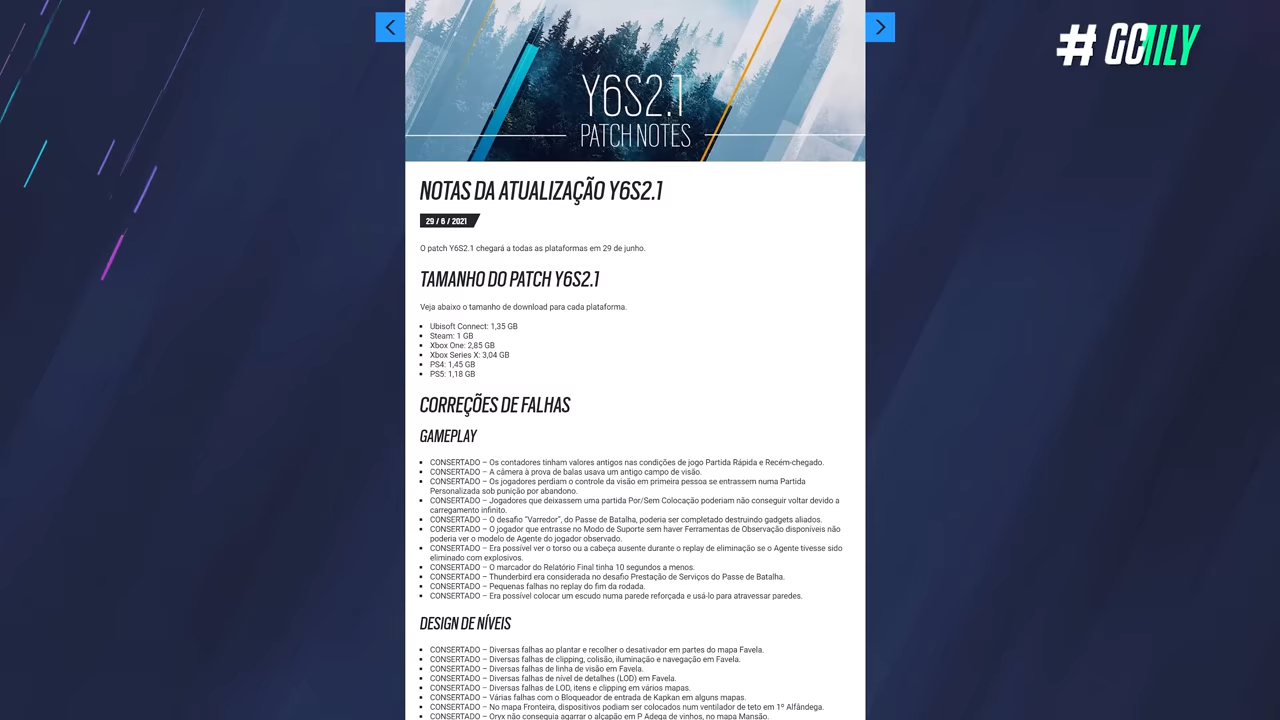 #GCAILY
Y6S2.1
PATCH NOTES
NOTAS DA ATUALIZAÇÃO Y6S2.1
29 / 6 / 2021
O patch Y6S2.1 chegará a todas as plataformas em 29 de junho.
TAMANHO DO PATCH Y6S2.1
Veja abaixo o tamanho de download para cada plataforma.
Ubisoft Connect: 1,35 GB
Steam: 1 GB
Xbox One: 2,85 GB
Xbox Series X: 3,04 GB
PS4: 1,45 GB
PS5: 1,18 GB
CORREÇÕES DE FALHAS
GAMEPLAY
CONSERTADO – Os contadores tinham valores antigos nas condições de jogo Partida Rápida e Recém-chegado.
CONSERTADO – A câmera à prova de balas usava um antigo campo de visão.
CONSERTADO – Os jogadores perdiam o controle da visão em primeira pessoa se entrassem numa Partida
Personalizada sob punição por abandono.
CONSERTADO – Jogadores que deixassem uma partida Por/Sem Colocação poderiam não conseguir voltar devido a
carregamento infinito.
CONSERTADO – O desafio "Varredor", do Passe de Batalha, poderia ser completado destruindo gadgets aliados.
CONSERTADO – O jogador que entrasse no Modo de Suporte sem haver Ferramentas de Observação disponíveis não
poderia ver o modelo de Agente do jogador observado.
CONSERTADO – Era possível ver o torso ou a cabeça ausente durante o replay de eliminação se o Agente tivesse sido
eliminado com explosivos.
CONSERTADO – O marcador do Relatório Final tinha 10 segundos a menos.
CONSERTADO – Thunderbird era considerada no desafio Prestação de Serviços do Passe de Batalha.
CONSERTADO – Pequenas falhas no replay do fim da rodada.
CONSERTADO – Era possível colocar um escudo numa parede reforçada e usá-lo para atravessar paredes.
DESIGN DE NÍVEIS
CONSERTADO – Diversas falhas ao plantar e recolher o desativador em partes do mapa Favela.
CONSERTADO – Diversas falhas de clipping, colisão, iluminação e navegação em Favela.
CONSERTADO – Diversas falhas de linha de visão em Favela.
CONSERTADO – Diversas falhas de nível de detalhes (LOD) em Favela.
CONSERTADO – Diversas falhas de LOD, itens e clipping em vários mapas.
CONSERTADO – Várias falhas com o Bloqueador de entrada de Kapkan em alguns mapas.
CONSERTADO – No mapa Fronteira, dispositivos podiam ser colocados num ventilador de teto em 1º Alfândega.
CONSERTADO – Oryx não conseguia agarrar o alçapão em P Adega de vinhos, no mapa Mansão.